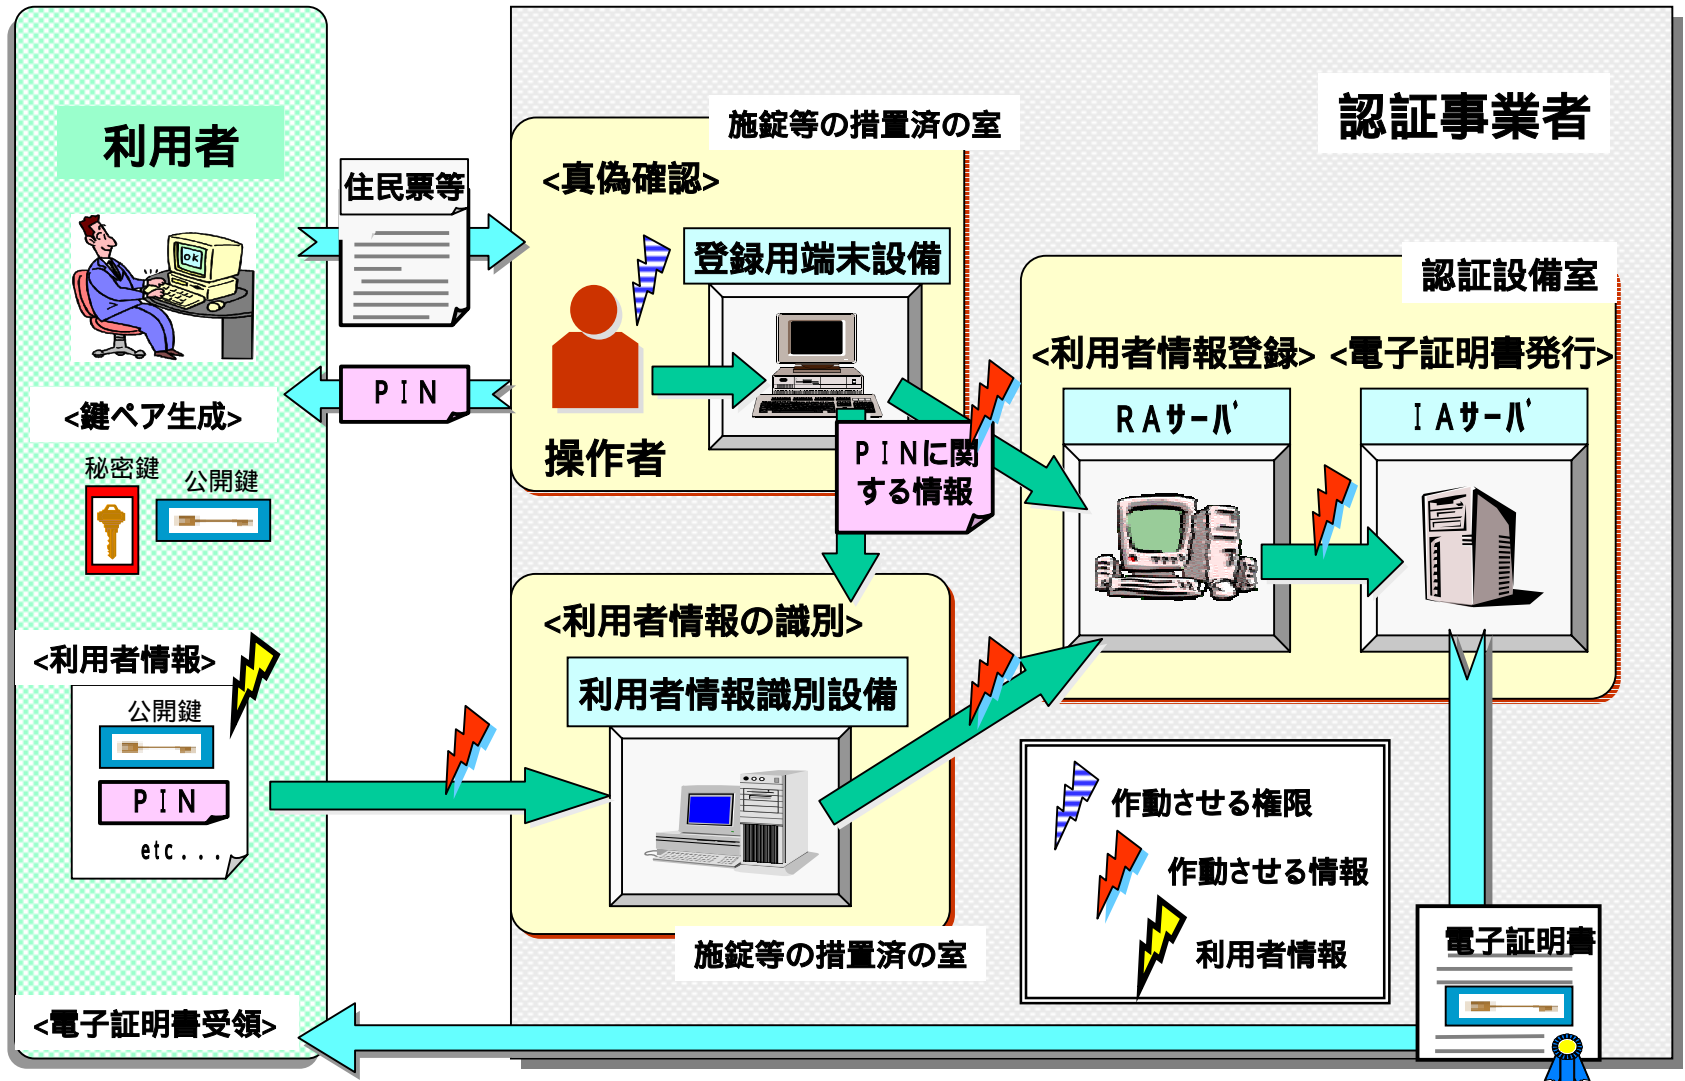 利用者
認証事業者
施錠等の措置済の室
<真偽確認>
住民票等
登録用端末設備
認証設備室
<利用者情報登録>
<電子証明書発行>
ＰＩＮ
<鍵ペア生成>
秘密鍵
公開鍵
操作者
ＰＩＮに関
する情報
ＲＡサーバ
ＩＡサーバ
<利用者情報の識別>
利用者情報識別設備
<利用者情報>
公開鍵
ＰＩＮ
etc...
作動させる権限
作動させる情報
利用者情報
施錠等の措置済の室
電子証明書
<電子証明書受領>
OK